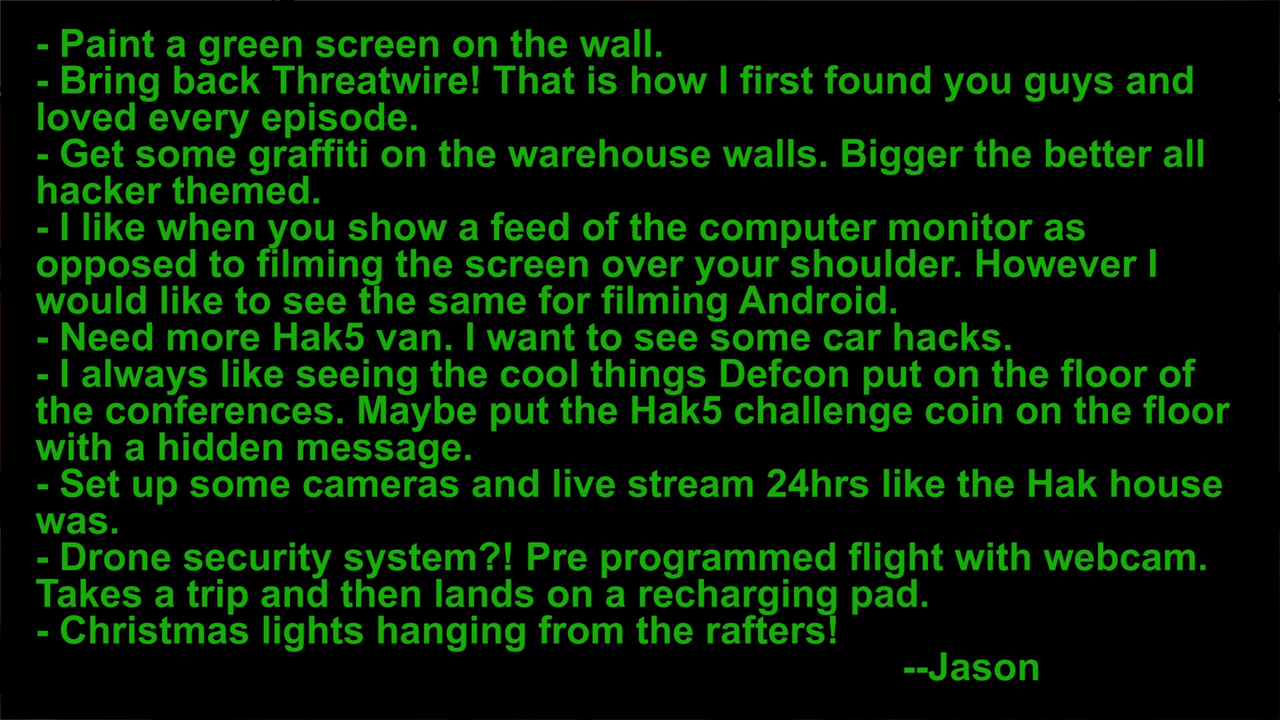 - Paint a green screen on the wall.
- Bring back Threatwire! That is how I first found you guys and
loved every episode.
- Get some graffiti on the warehouse walls. Bigger the better all
hacker themed.
- I like when you show a feed of the computer monitor as
opposed to filming the screen over your shoulder. However I
would like to see the same for filming Android.
- Need more Hak5 van. I want to see some car hacks.
- I always like seeing the cool things Defcon put on the floor of
the conferences. Maybe put the Hak5 challenge coin on the floor
with a hidden message.
- Set up some cameras and live stream 24hrs like the Hak house
was.
- Drone security system?! Pre programmed flight with webcam.
Takes a trip and then lands on a recharging pad.
- Christmas lights hanging from the rafters!
--Jason